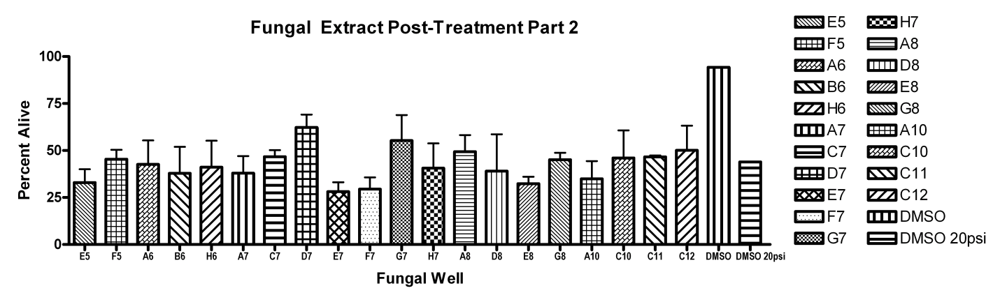 Fungal Extract Post-Treatment Part 2
Percent Alive
100
75
50
25
0
E5 F5 A6 B6 H6 A7 C7 D7 E7 F7 G7 H7 A8 D8 E8 G8 A10 C10 C11 C12 DMSO DMSO 20psi
Fungal Well
E5 H7
F5 A8
A6 D8
B6 E8
H6 G8
A7 A10
C7 C10
D7 C11
E7 C12
F7 DMSO
G7 DMSO 20psi